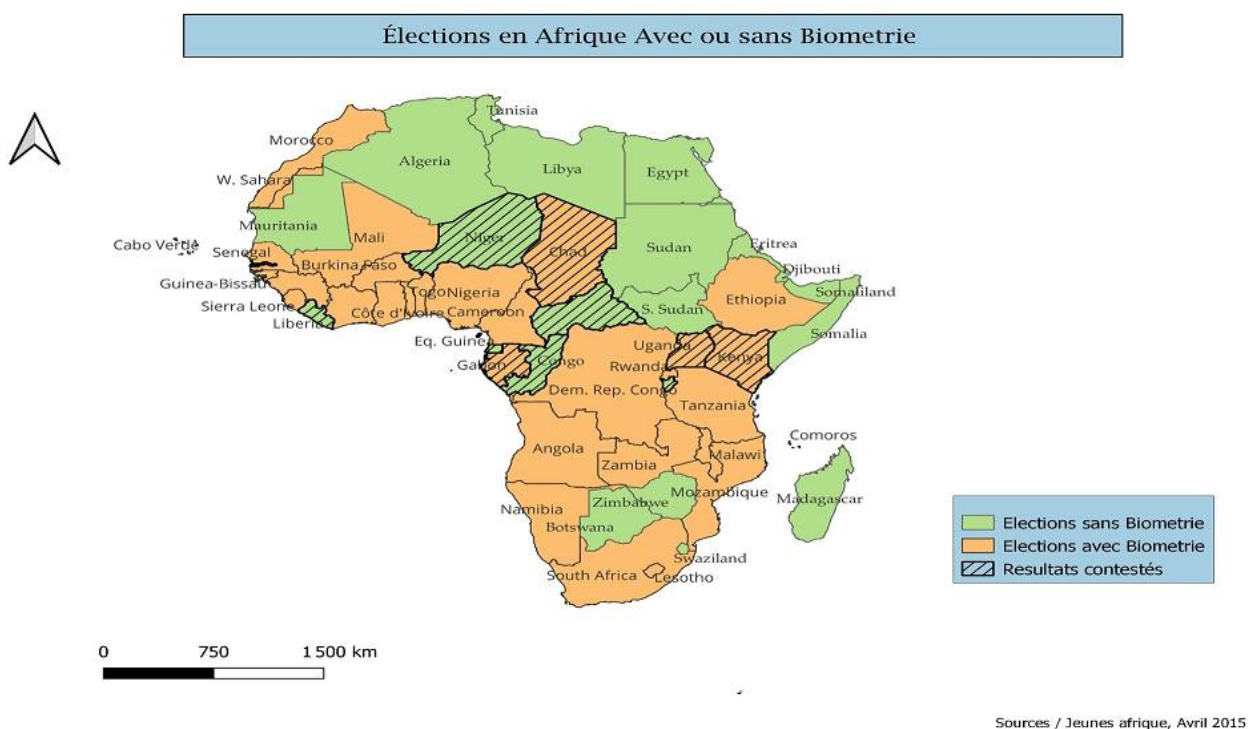 Élections en Afrique Avec ou sans Biometrie
Tunisia
Morocco
Algeria
Libya
Egypt
W. Sahara
Mauritania
Mali
Niger
Chad
Sudan
Eritrea
Cabo Verde
Senegal
Burkina Faso
Djibouti
Guinea-Bissau
Togo
Nigeria
Ethiopia
Somaliland
Sierra Leone
Liberia
Côte d'Ivoire
Cameroon
S. Sudan
Somalia
Eq. Guinea
Uganda
Kenya
Gabon
Congo
Rwanda
Dem. Rep. Congo
Tanzania
Comoros
Angola
Malawi
Zambia
Mozambique
Madagascar
Zimbabwe
Namibia
Botswana
Swaziland
South Africa
Lesotho
Elections sans Biometrie
Elections avec Biometrie
Resultats contestés
0 750 1 500 km
Sources / Jeunes afrique, Avril 2015